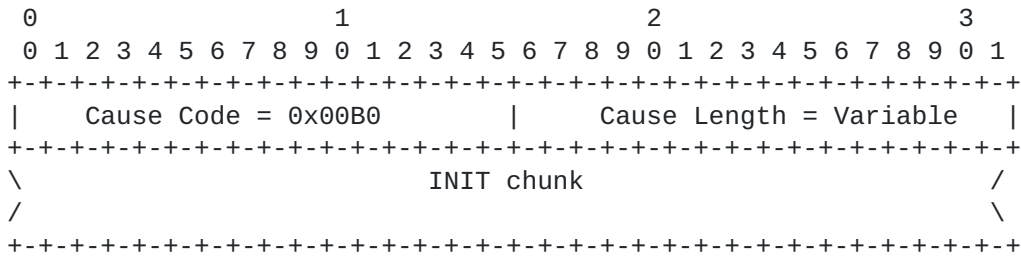 0                   1                   2                   3
 0 1 2 3 4 5 6 7 8 9 0 1 2 3 4 5 6 7 8 9 0 1 2 3 4 5 6 7 8 9 0 1
+-+-+-+-+-+-+-+-+-+-+-+-+-+-+-+-+-+-+-+-+-+-+-+-+-+-+-+-+-+-+-+-+
|    Cause Code = 0x00B0        |     Cause Length = Variable   |
+-+-+-+-+-+-+-+-+-+-+-+-+-+-+-+-+-+-+-+-+-+-+-+-+-+-+-+-+-+-+-+-+
\                          INIT chunk                          /
/                                                              \
+-+-+-+-+-+-+-+-+-+-+-+-+-+-+-+-+-+-+-+-+-+-+-+-+-+-+-+-+-+-+-+-+